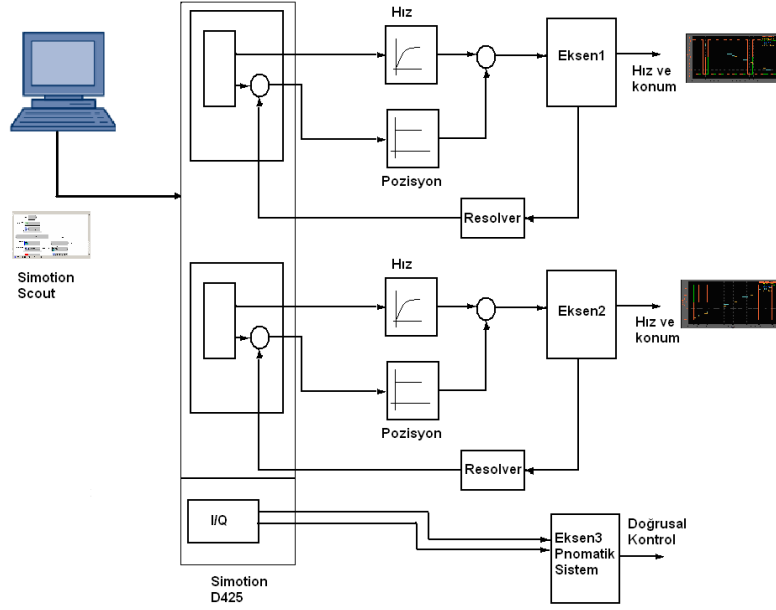 Hız
Eksen1
Hız ve
konum
Pozisyon
Resolver
Simotion
Scout
Hız
Eksen2
Hız ve
konum
Pozisyon
Resolver
I/Q
Eksen3
Pnomatik
Sistem
Doğrusal
Kontrol
Simotion
D425